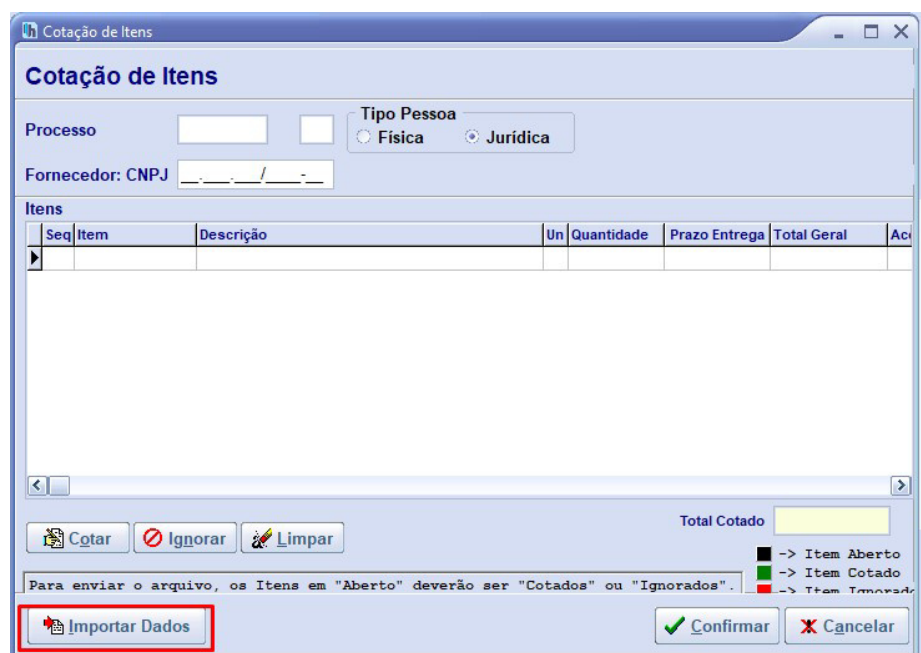 Cotação de Itens
Cotação de Itens
Processo
Tipo Pessoa
Física Jurídica
Fornecedor: CNPJ __.___.___/____-__
Itens
Seq Item Descrição Un Quantidade Prazo Entrega Total Geral
Cotar Ignorar Limpar
Total Cotado
-> Item Aberto
-> Item Cotado
-> Item Ignorado
Para enviar o arquivo, os Itens em "Aberto" deverão ser "Cotados" ou "Ignorados".
Importar Dados Confirmar Cancelar